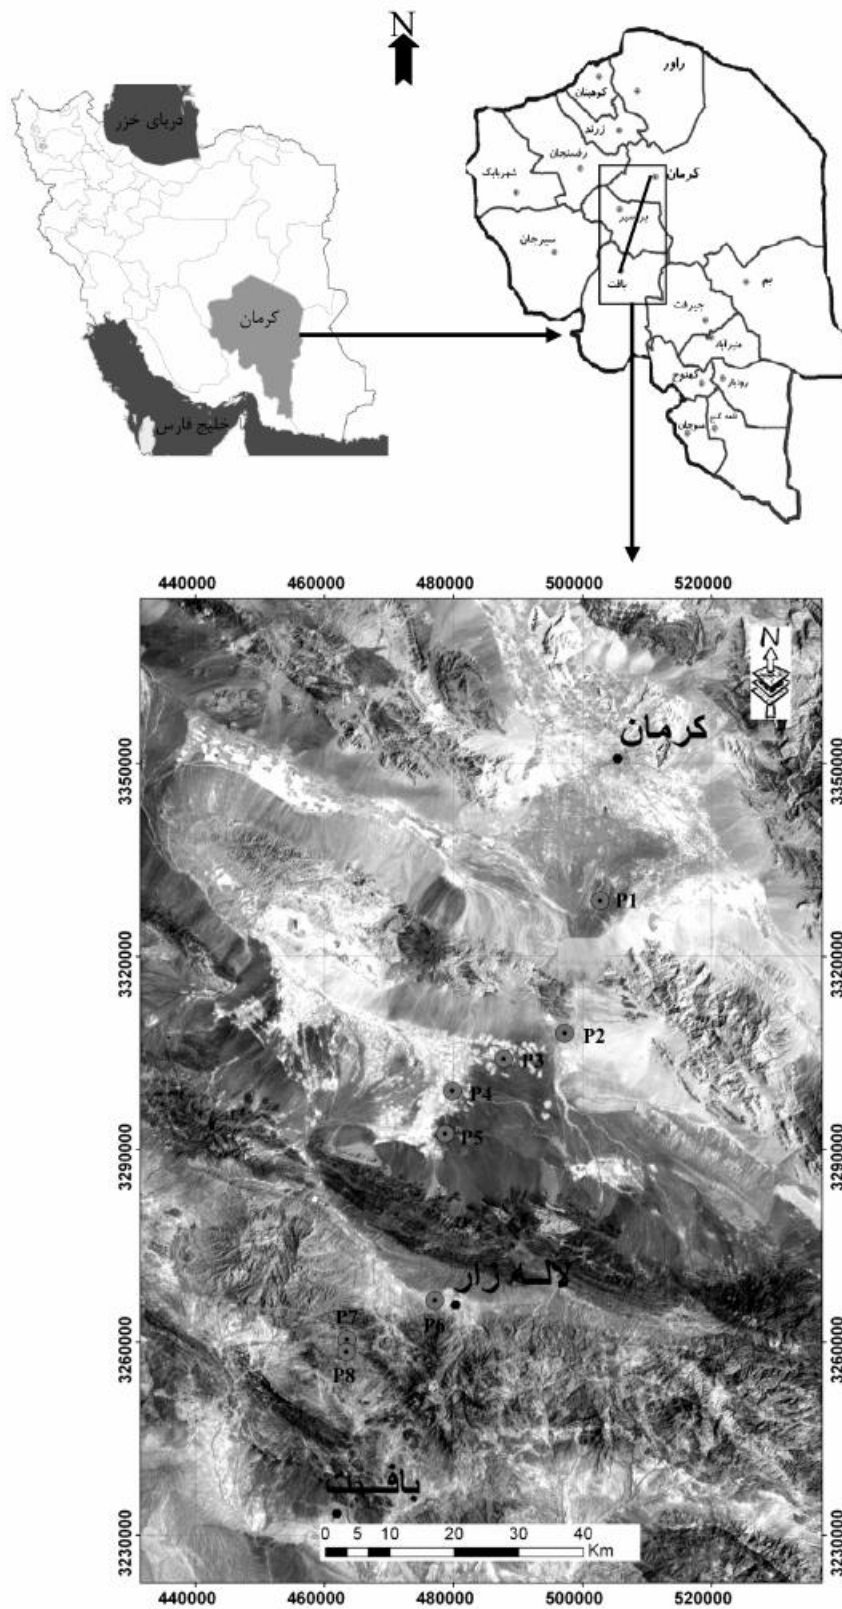 N
دریای خزر
کرمان
خلیج فارس
راور
کوهبنان
زرند
رفسنجان
شهربابک
کرمان
بردسیر
سیرجان
بافت
بم
جیرفت
عنبرآباد
کهنوج
رودبار
قلعه گنج
منوجان
440000
460000
480000
500000
520000
N
کرمان
3350000
3350000
P1
3320000
3320000
P2
P3
P4
P5
3290000
3290000
لاله زار
P6
P7
P8
3260000
3260000
بافت
0 5 10 20 30 40
Km
3230000
3230000
440000
460000
480000
500000
520000